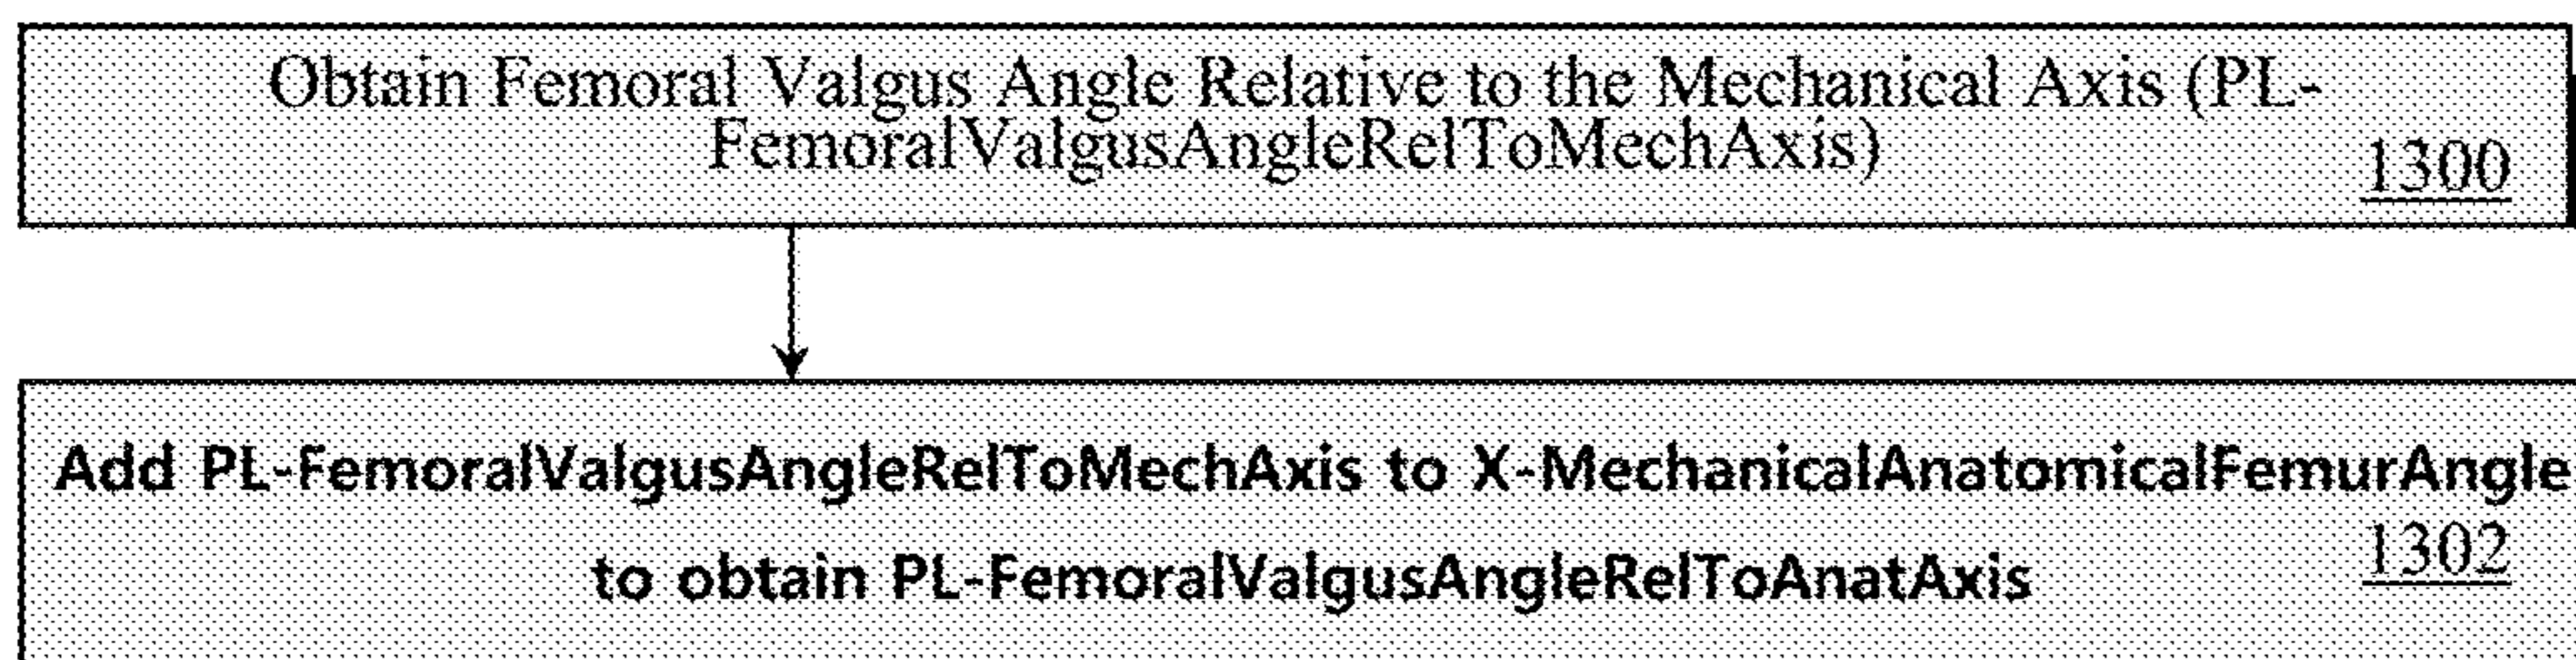 Obtain Femoral Valgus Angle Relative to the Mechanical Axis (PL-
FemoralValgusAngleRelToMechAxis)
1300
Add PL-FemoralValgusAngleRelToMechAxis to X-MechanicalAnatomicalFemurAngle
1302
to obtain PL-FemoralValgusAngleRelToAnatAxis